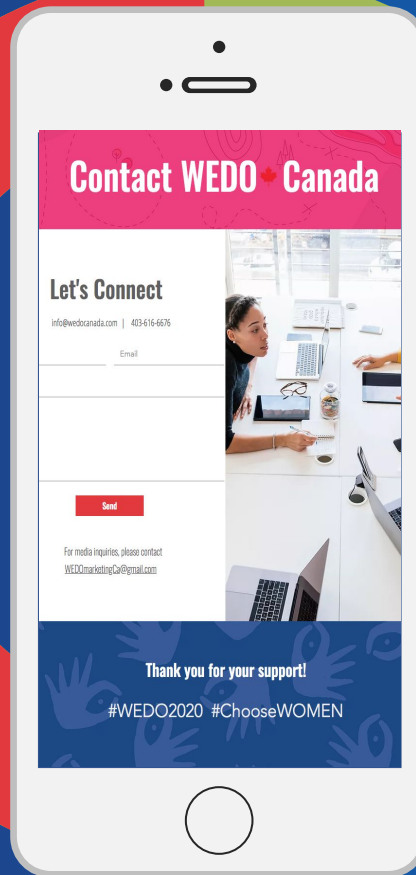 Contact WEDO Canada
Let's Connect
info@wedocanada.com | 403-616-6676
Email
Send
For media inquiries, please contact
WEDOmarketingCa@gmail.com
Thank you for your support!
#WEDO2020 #ChooseWOMEN